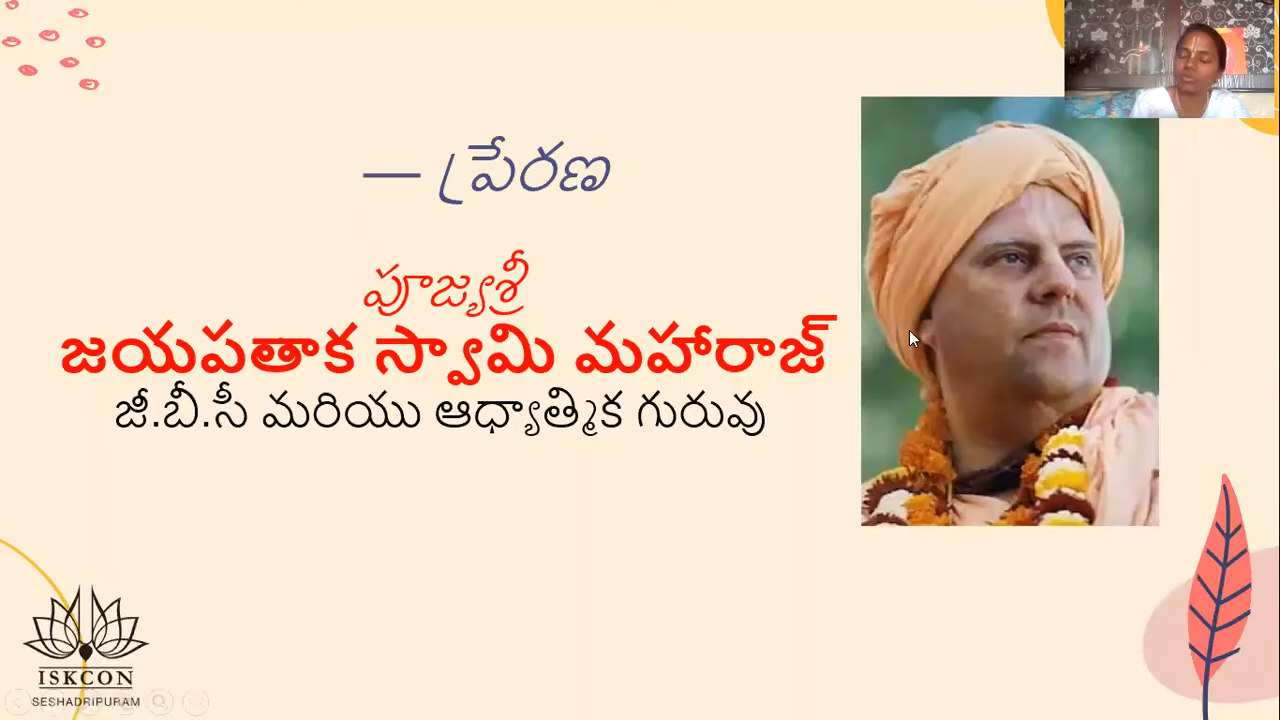 — ప్రేరణ
పూజ్యశ్రీ
జయపతాక స్వామి మహారాజ్
జీ.బీ.సీ మరియు ఆధ్యాత్మిక గురువు
ISKCON
SESHADRIPURAM